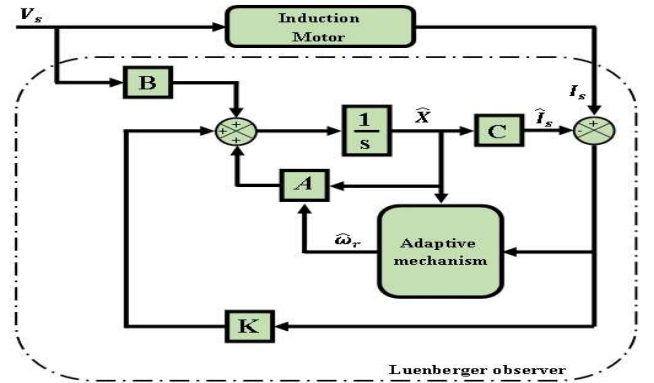 V_s
Induction
Motor
B
+
+
+
+
1
s
X̂
C
Î_s
I_s
+
-
A
ω̂_r
Adaptive
mechanism
K
Luenberger observer